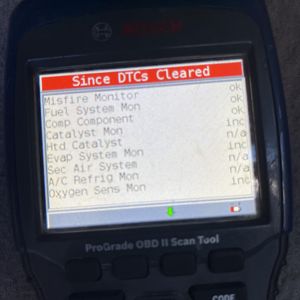 BOSCH
Since DTCs Cleared
Misfire Monitor ok
Fuel System Mon ok
Comp Component ok
Catalyst Mon inc
Htd Catalyst n/a
Evap System Mon inc
Sec Air System n/a
A/C Refrig Mon n/a
Oxygen Sens Mon inc
ProGrade OBD II Scan Tool
CODE